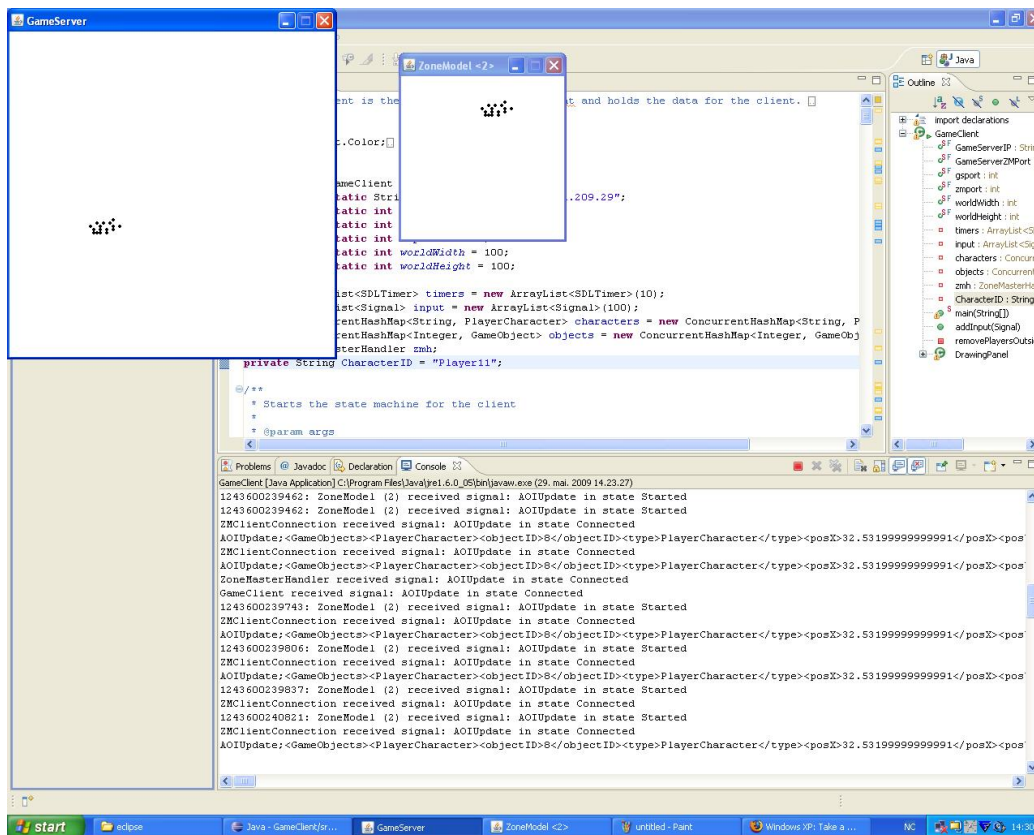 GameServer
ZoneModel <2>
Java
Outline
import declarations
GameClient
GameServerIP : Stri
GameServerZMPort
gsport : int
zmport : int
worldWidth : int
worldHeight : int
timers : ArrayList<S
input : ArrayList<Sig
characters : Concurr
objects : Concurrent
zmh : ZoneMasterHa
CharacterID : String
main(String[])
addInput(Signal)
removePlayersOutsi
DrawingPanel
ent is the
t and holds the data for the client.
t.Color;
ameClient
tatic Stri
.209.29";
tatic int
tatic int
tatic int
tatic int worldWidth = 100;
tatic int worldHeight = 100;
ist<SDLTimer> timers = new ArrayList<SDLTimer>(10);
ist<Signal> input = new ArrayList<Signal>(100);
rentHashMap<String, PlayerCharacter> characters = new ConcurrentHashMap<String, P
rentHashMap<Integer, GameObject> objects = new ConcurrentHashMap<Integer, GameObj
sterHandler zmh;
private String CharacterID = "Player11";
/**
* Starts the state machine for the client
*
* @param args
Problems @ Javadoc Declaration Console
GameClient [Java Application] C:\Program Files\Java\jre1.6.0_05\bin\javaw.exe (29. mai. 2009 14.23.27)
1243600239462: ZoneModel (2) received signal: AOIUpdate in state Started
1243600239462: ZoneModel (2) received signal: AOIUpdate in state Started
ZMClientConnection received signal: AOIUpdate in state Connected
AOIUpdate;<GameObjects><PlayerCharacter><objectID>8</objectID><type>PlayerCharacter</type><posX>32.53199999999991</posX><pos
ZMClientConnection received signal: AOIUpdate in state Connected
AOIUpdate;<GameObjects><PlayerCharacter><objectID>8</objectID><type>PlayerCharacter</type><posX>32.53199999999991</posX><pos
ZoneMasterHandler received signal: AOIUpdate in state Connected
GameClient received signal: AOIUpdate in state Connected
1243600239743: ZoneModel (2) received signal: AOIUpdate in state Started
ZMClientConnection received signal: AOIUpdate in state Connected
AOIUpdate;<GameObjects><PlayerCharacter><objectID>8</objectID><type>PlayerCharacter</type><posX>32.53199999999991</posX><pos
1243600239806: ZoneModel (2) received signal: AOIUpdate in state Started
ZMClientConnection received signal: AOIUpdate in state Connected
AOIUpdate;<GameObjects><PlayerCharacter><objectID>8</objectID><type>PlayerCharacter</type><posX>32.53199999999991</posX><pos
1243600239837: ZoneModel (2) received signal: AOIUpdate in state Started
ZMClientConnection received signal: AOIUpdate in state Connected
1243600240821: ZoneModel (2) received signal: AOIUpdate in state Started
ZMClientConnection received signal: AOIUpdate in state Connected
AOIUpdate;<GameObjects><PlayerCharacter><objectID>8</objectID><type>PlayerCharacter</type><posX>32.53199999999991</posX><pos
start eclipse Java - GameClient/sr... GameServer ZoneModel <2> untitled - Paint Windows XP: Take a ... NC 14:30